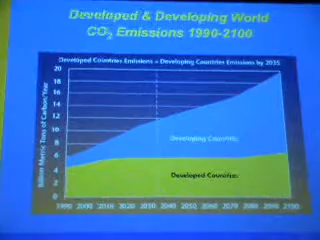 Developed & Developing World
CO2 Emissions 1990-2100
Developed Countries Emissions = Developing Countries Emissions by 2035
Billion Metric Tons of Carbon/Year
20
18
16
14
12
10
8
6
4
2
0
Developing Countries
Developed Countries
1990 2000 2010 2020 2030 2040 2050 2060 2070 2080 2090 2100